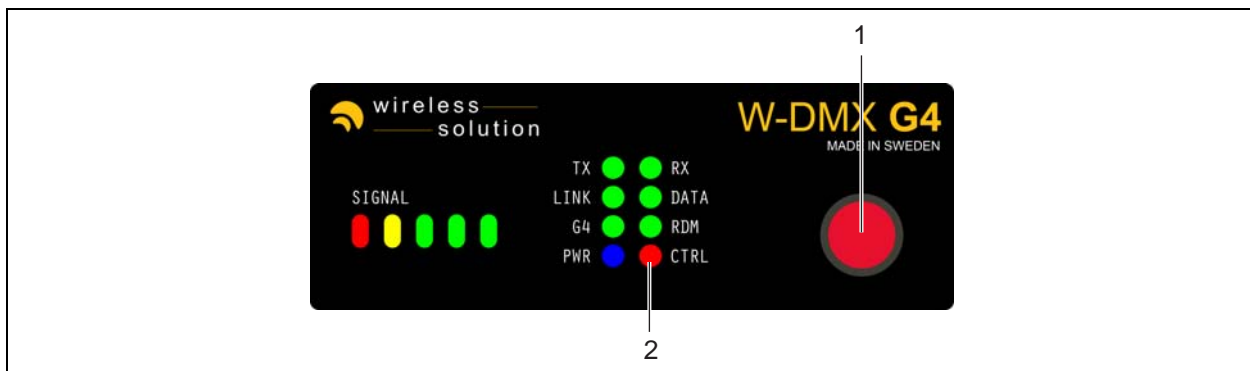 1
wireless
solution
W-DMX G4
MADE IN SWEDEN
TX RX
SIGNAL
LINK DATA
G4 RDM
PWR CTRL
2